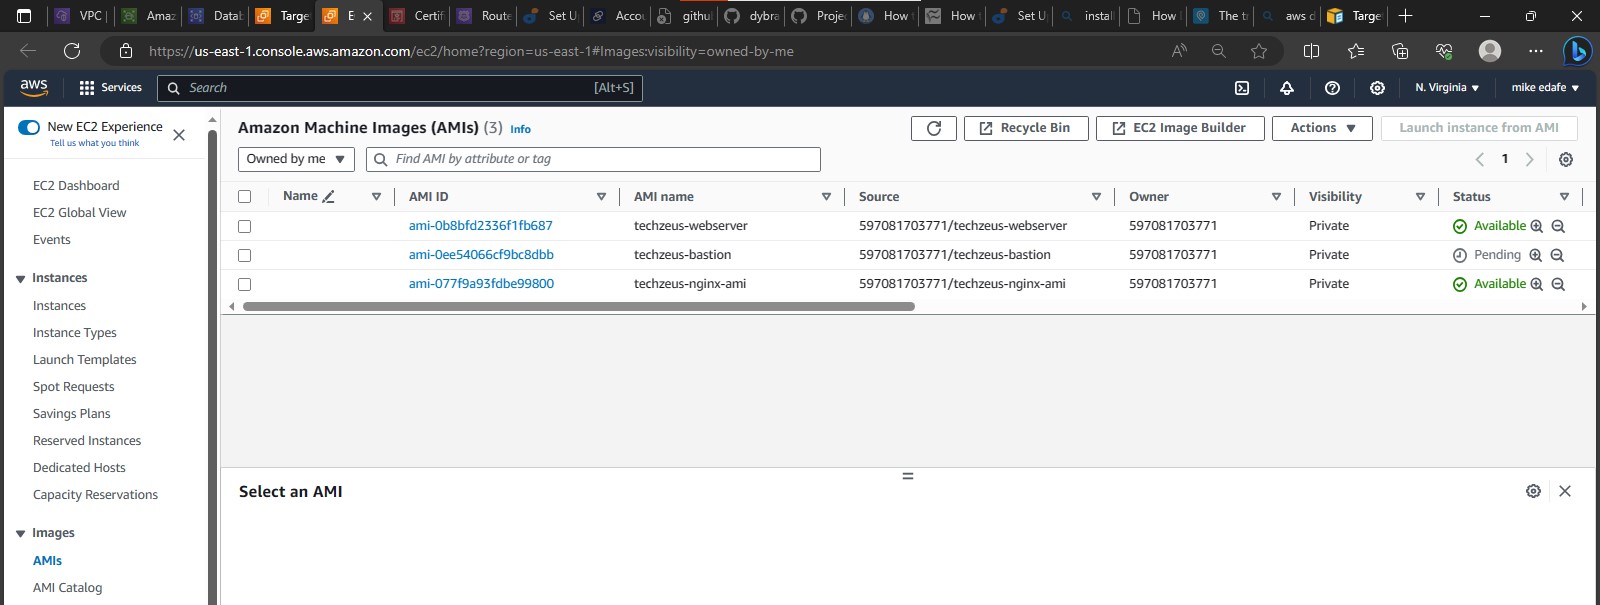 VPC |
Amaz
Datab
Targe
E
Certifi
Route
Set U
Accou
githul
dybra
Projec
How t
How t
Set U
install
How t
The tr
aws d
Targe
https://us-east-1.console.aws.amazon.com/ec2/home?region=us-east-1#Images:visibility=owned-by-me
aws
Services
Search
[Alt+S]
N. Virginia
mike edafe
New EC2 Experience
Tell us what you think
EC2 Dashboard
EC2 Global View
Events
Instances
Instances
Instance Types
Launch Templates
Spot Requests
Savings Plans
Reserved Instances
Dedicated Hosts
Capacity Reservations
Images
AMIs
AMI Catalog
Amazon Machine Images (AMIs) (3) Info
Recycle Bin
EC2 Image Builder
Actions
Launch instance from AMI
Owned by me
Find AMI by attribute or tag
1
Name AMI ID AMI name Source Owner Visibility Status
ami-0b8bfd2336f1fb687 techzeus-webserver 597081703771/techzeus-webserver 597081703771 Private Available
ami-0ee54066cf9bc8dbb techzeus-bastion 597081703771/techzeus-bastion 597081703771 Private Pending
ami-077f9a93fdbe99800 techzeus-nginx-ami 597081703771/techzeus-nginx-ami 597081703771 Private Available
Select an AMI